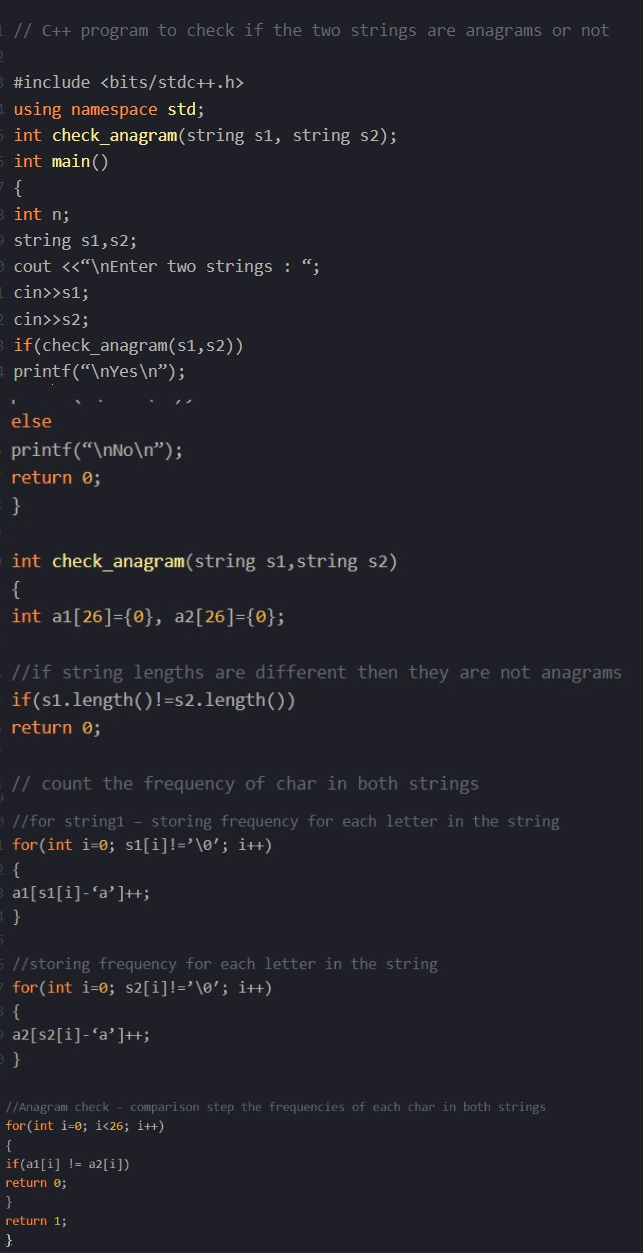 // C++ program to check if the two strings are anagrams or not
#include <bits/stdc++.h>
using namespace std;
int check_anagram(string s1, string s2);
int main()
{
int n;
string s1,s2;
cout <<“\nEnter two strings : “;
cin>>s1;
cin>>s2;
if(check_anagram(s1,s2))
printf(“\nYes\n”);
else
printf(“\nNo\n”);
return 0;
}
int check_anagram(string s1,string s2)
{
int a1[26]={0}, a2[26]={0};
//if string lengths are different then they are not anagrams
if(s1.length()!=s2.length())
return 0;
// count the frequency of char in both strings
//for string1 – storing frequency for each letter in the string
for(int i=0; s1[i]!=’\0’; i++)
{
a1[s1[i]-‘a’]++;
}
//storing frequency for each letter in the string
for(int i=0; s2[i]!=’\0’; i++)
{
a2[s2[i]-‘a’]++;
}
//Anagram check – comparison step the frequencies of each char in both strings
for(int i=0; i<26; i++)
{
if(a1[i] != a2[i])
return 0;
}
return 1;
}